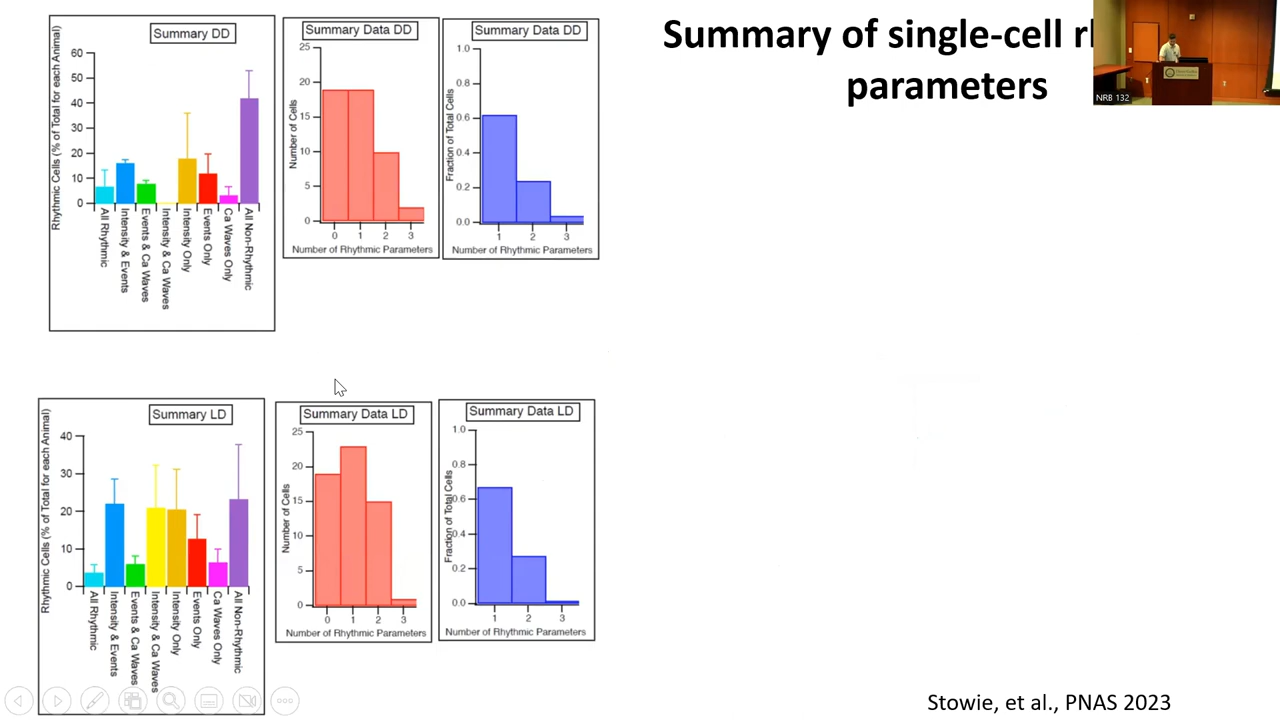 Summary of single-cell
parameters
NRB 132
Summary DD
Rhythmic Cells (% of Total for each Animal)
60
50
40
30
20
10
0
All Rhythmic
Intensity & Events
Events & Ca Waves
Intensity & Ca Waves
Intensity Only
Events Only
Ca Waves Only
All Non-Rhythmic
Summary Data DD
Number of Cells
25
20
15
10
5
0
0 1 2 3
Number of Rhythmic Parameters
Summary Data DD
Fraction of Total Cells
1.0
0.8
0.6
0.4
0.2
0.0
1 2 3
Number of Rhythmic Parameters
Summary LD
Rhythmic Cells (% of Total for each Animal)
40
30
20
10
0
All Rhythmic
Intensity & Events
Events & Ca Waves
Intensity & Ca Waves
Intensity Only
Events Only
Ca Waves Only
All Non-Rhythmic
Summary Data LD
Number of Cells
25
20
15
10
5
0
0 1 2 3
Number of Rhythmic Parameters
Summary Data LD
Fraction of Total Cells
1.0
0.8
0.6
0.4
0.2
0.0
1 2 3
Number of Rhythmic Parameters
Stowie, et al., PNAS 2023